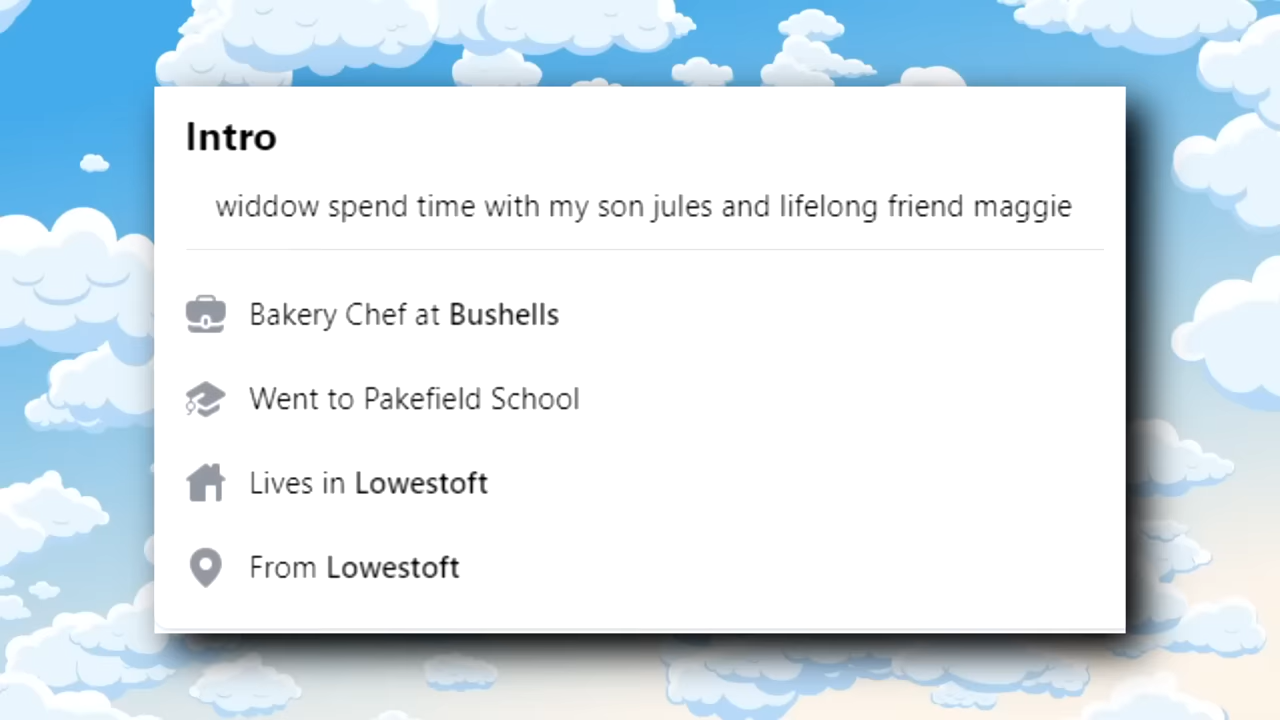 Intro
widdow spend time with my son jules and lifelong friend maggie
Bakery Chef at Bushells
Went to Pakefield School
Lives in Lowestoft
From Lowestoft